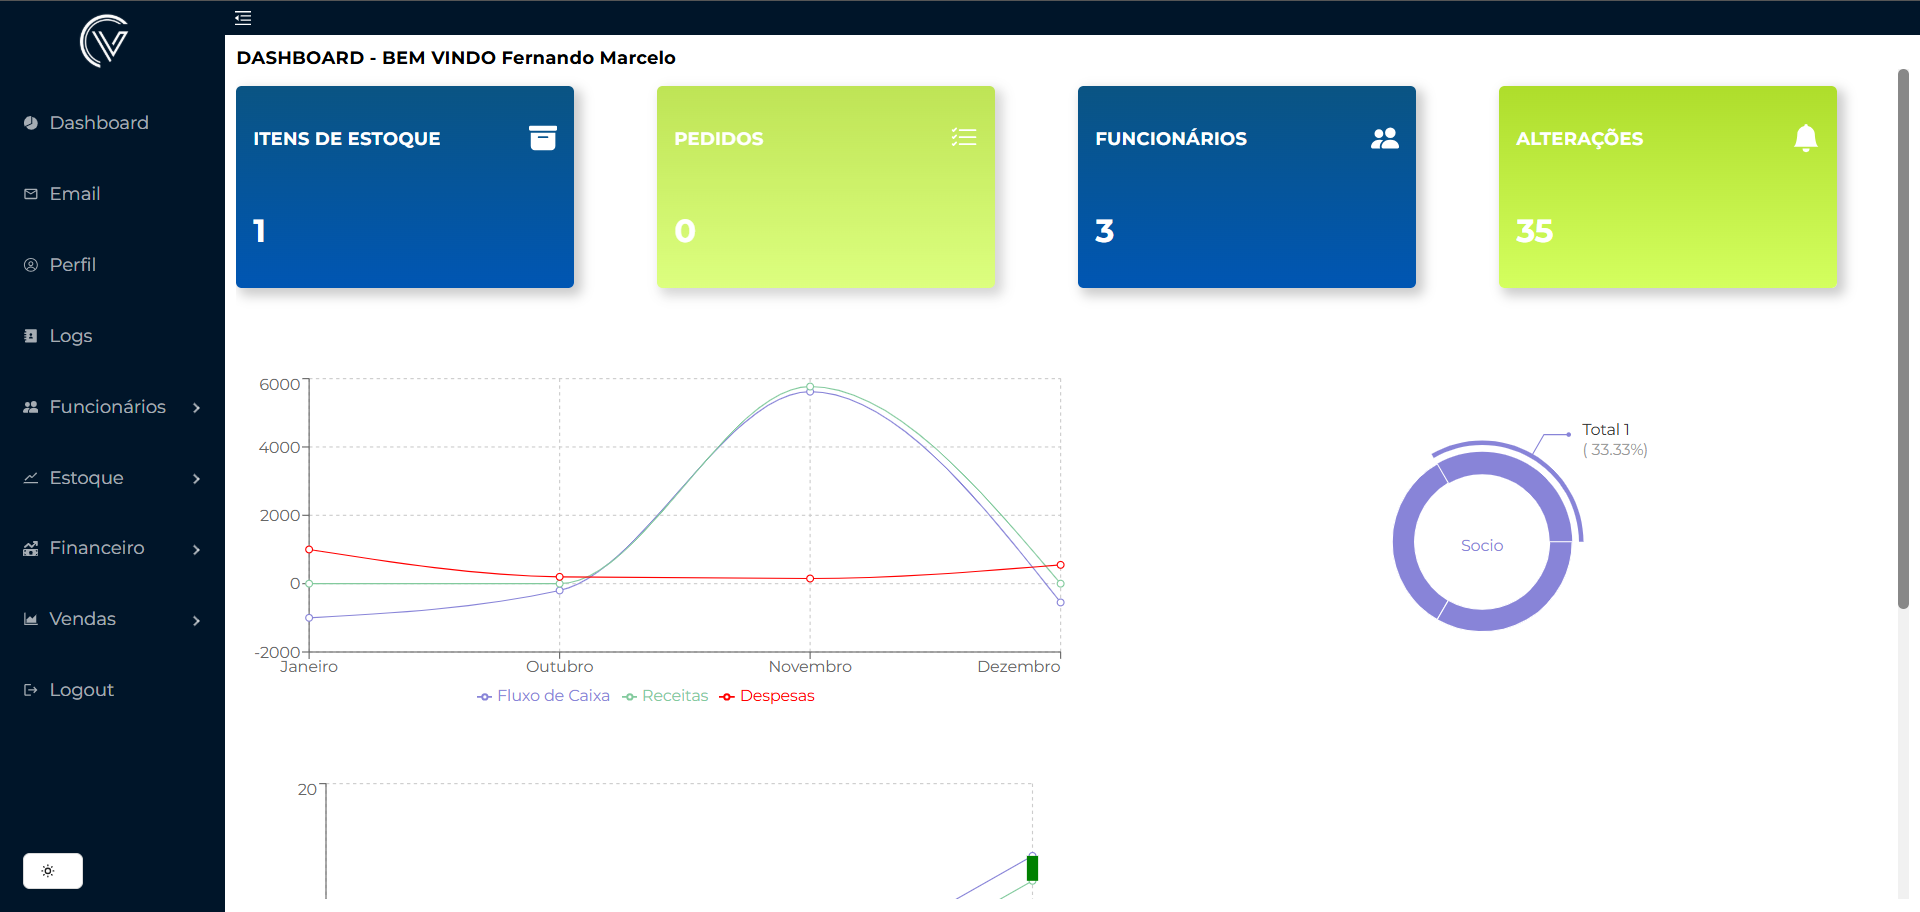 DASHBOARD - BEM VINDO Fernando Marcelo
Dashboard
Email
Perfil
Logs
Funcionários
Estoque
Financeiro
Vendas
Logout
ITENS DE ESTOQUE
1
PEDIDOS
0
FUNCIONÁRIOS
3
ALTERAÇÕES
35
6000
4000
2000
0
-2000
Janeiro Outubro Novembro Dezembro
Fluxo de Caixa Receitas Despesas
Total 1
( 33.33%)
Socio
20